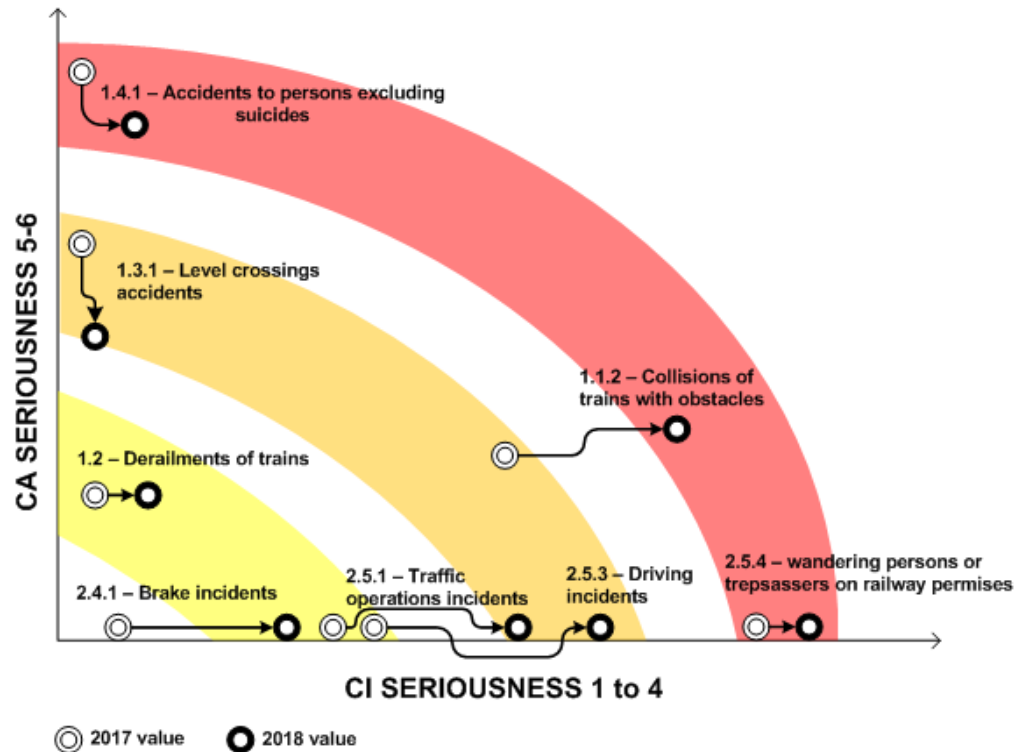 1.4.1 – Accidents to persons excluding
suicides
CA SERIOUSNESS 5-6
1.3.1 – Level crossings
accidents
1.1.2 – Collisions of
trains with obstacles
1.2 – Derailments of trains
2.4.1 – Brake incidents
2.5.1 – Traffic
operations incidents
2.5.3 – Driving
incidents
2.5.4 – wandering persons or
trepsassers on railway permises
CI SERIOUSNESS 1 to 4
2017 value
2018 value